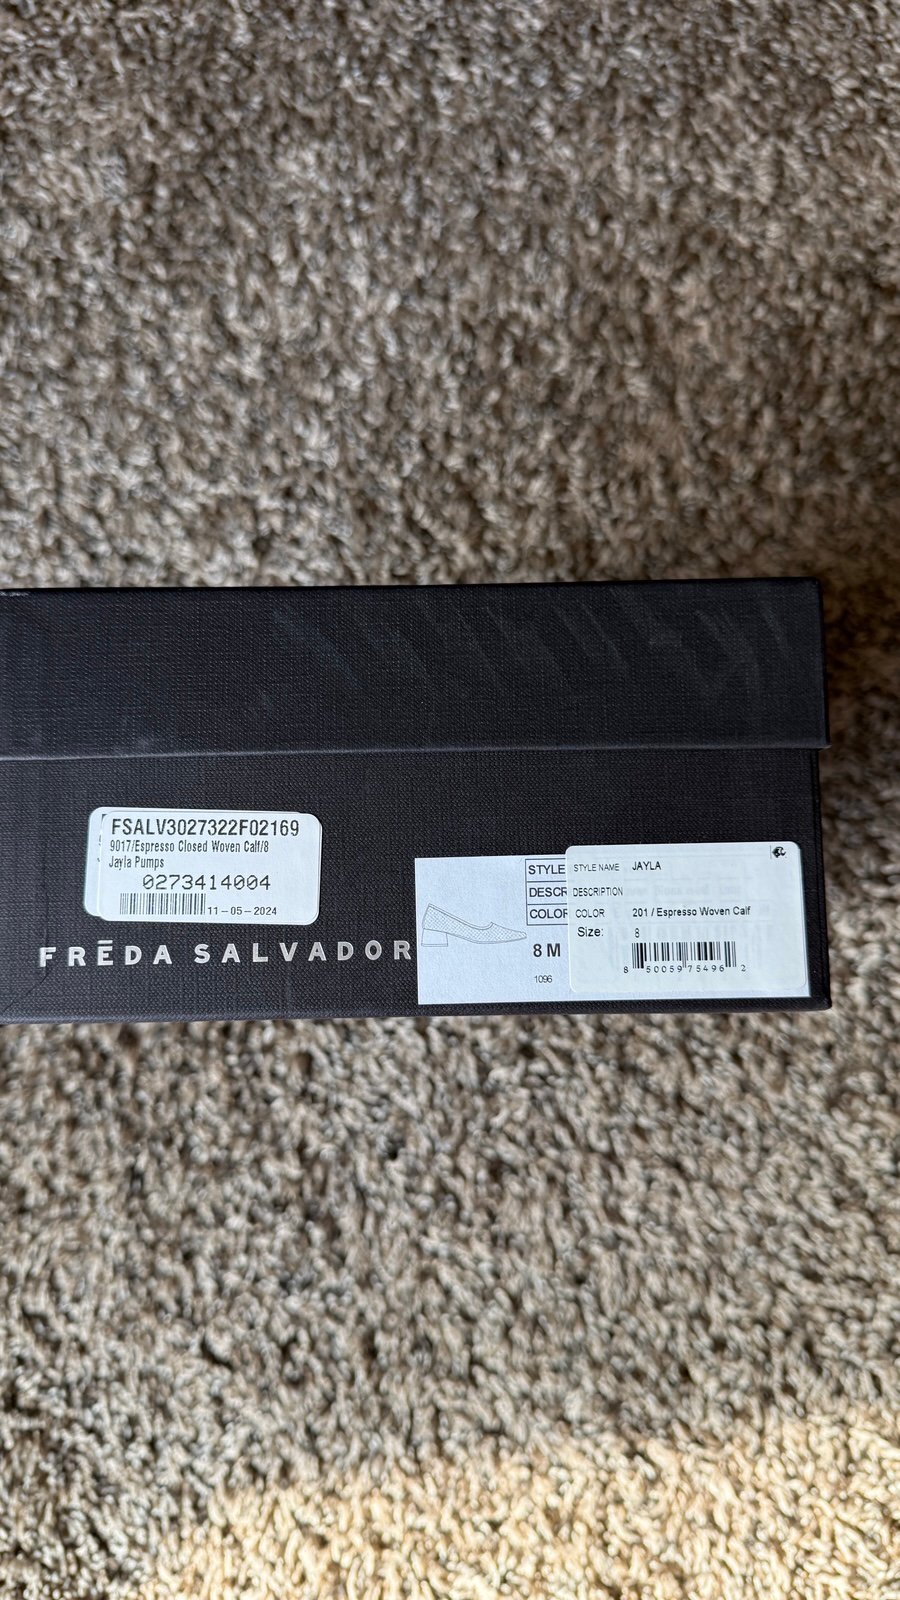 FSALV3027322F02169
9017/Espresso Closed Woven Calf/8
Jayla Pumps
0273414004
11-05-2024
FRĒDA SALVADOR
STYLE
DESCR
COLOR
8 M
1096
STYLE NAME JAYLA
DESCRIPTION
COLOR 201 / Espresso Woven Calf
Size: 8
8 50059 75496 2